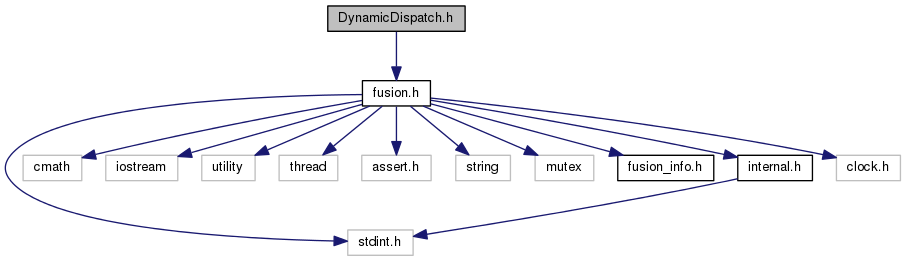 DynamicDispatch.h
fusion.h
cmath
iostream
utility
thread
assert.h
string
mutex
fusion_info.h
internal.h
clock.h
stdint.h